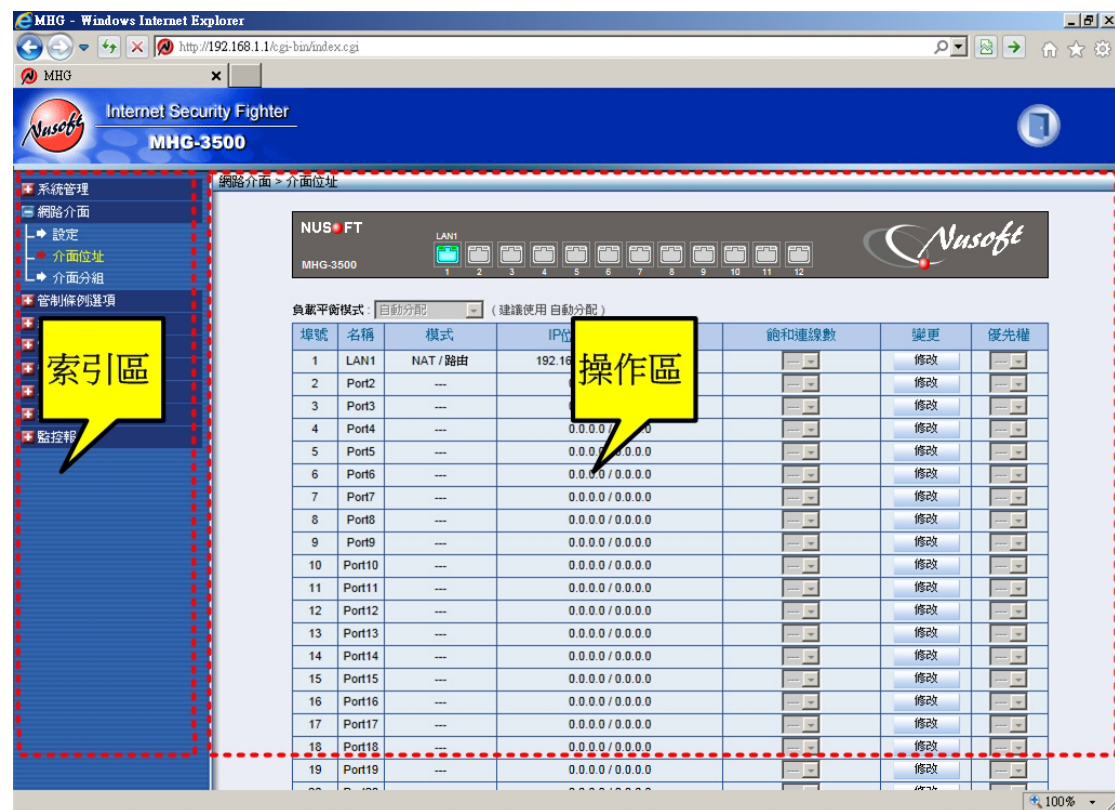 MHG - Windows Internet Explorer
http://192.168.1.1/cgi-bin/index.cgi
MHG
Nusoft
Internet Security Fighter
MHG-3500
系統管理
網路介面
設定
介面位址
介面分組
管制條例選項
監控報
索引區
網路介面 > 介面位址
NUSOFT
MHG-3500
LAN1
1 2 3 4 5 6 7 8 9 10 11 12
Nusoft
負載平衡模式 : 自動分配 ( 建議使用 自動分配 )
埠號 名稱 模式 飽和連線數 變更 優先權
操作區
1 LAN1 NAT / 路由 --- 修改 ---
2 Port2 --- --- 修改 ---
3 Port3 --- --- 修改 ---
4 Port4 --- 0.0.0.0 / --- 修改 ---
5 Port5 --- --- 修改 ---
6 Port6 --- 0.0.0.0 / 0.0.0.0 --- 修改 ---
7 Port7 --- 0.0.0.0 / 0.0.0.0 --- 修改 ---
8 Port8 --- 0.0.0.0 / 0.0.0.0 --- 修改 ---
9 Port9 --- 0.0.0.0 / 0.0.0.0 --- 修改 ---
10 Port10 --- 0.0.0.0 / 0.0.0.0 --- 修改 ---
11 Port11 --- 0.0.0.0 / 0.0.0.0 --- 修改 ---
12 Port12 --- 0.0.0.0 / 0.0.0.0 --- 修改 ---
13 Port13 --- 0.0.0.0 / 0.0.0.0 --- 修改 ---
14 Port14 --- 0.0.0.0 / 0.0.0.0 --- 修改 ---
15 Port15 --- 0.0.0.0 / 0.0.0.0 --- 修改 ---
16 Port16 --- 0.0.0.0 / 0.0.0.0 --- 修改 ---
17 Port17 --- 0.0.0.0 / 0.0.0.0 --- 修改 ---
18 Port18 --- 0.0.0.0 / 0.0.0.0 --- 修改 ---
19 Port19 --- 0.0.0.0 / 0.0.0.0 --- 修改 ---
100%